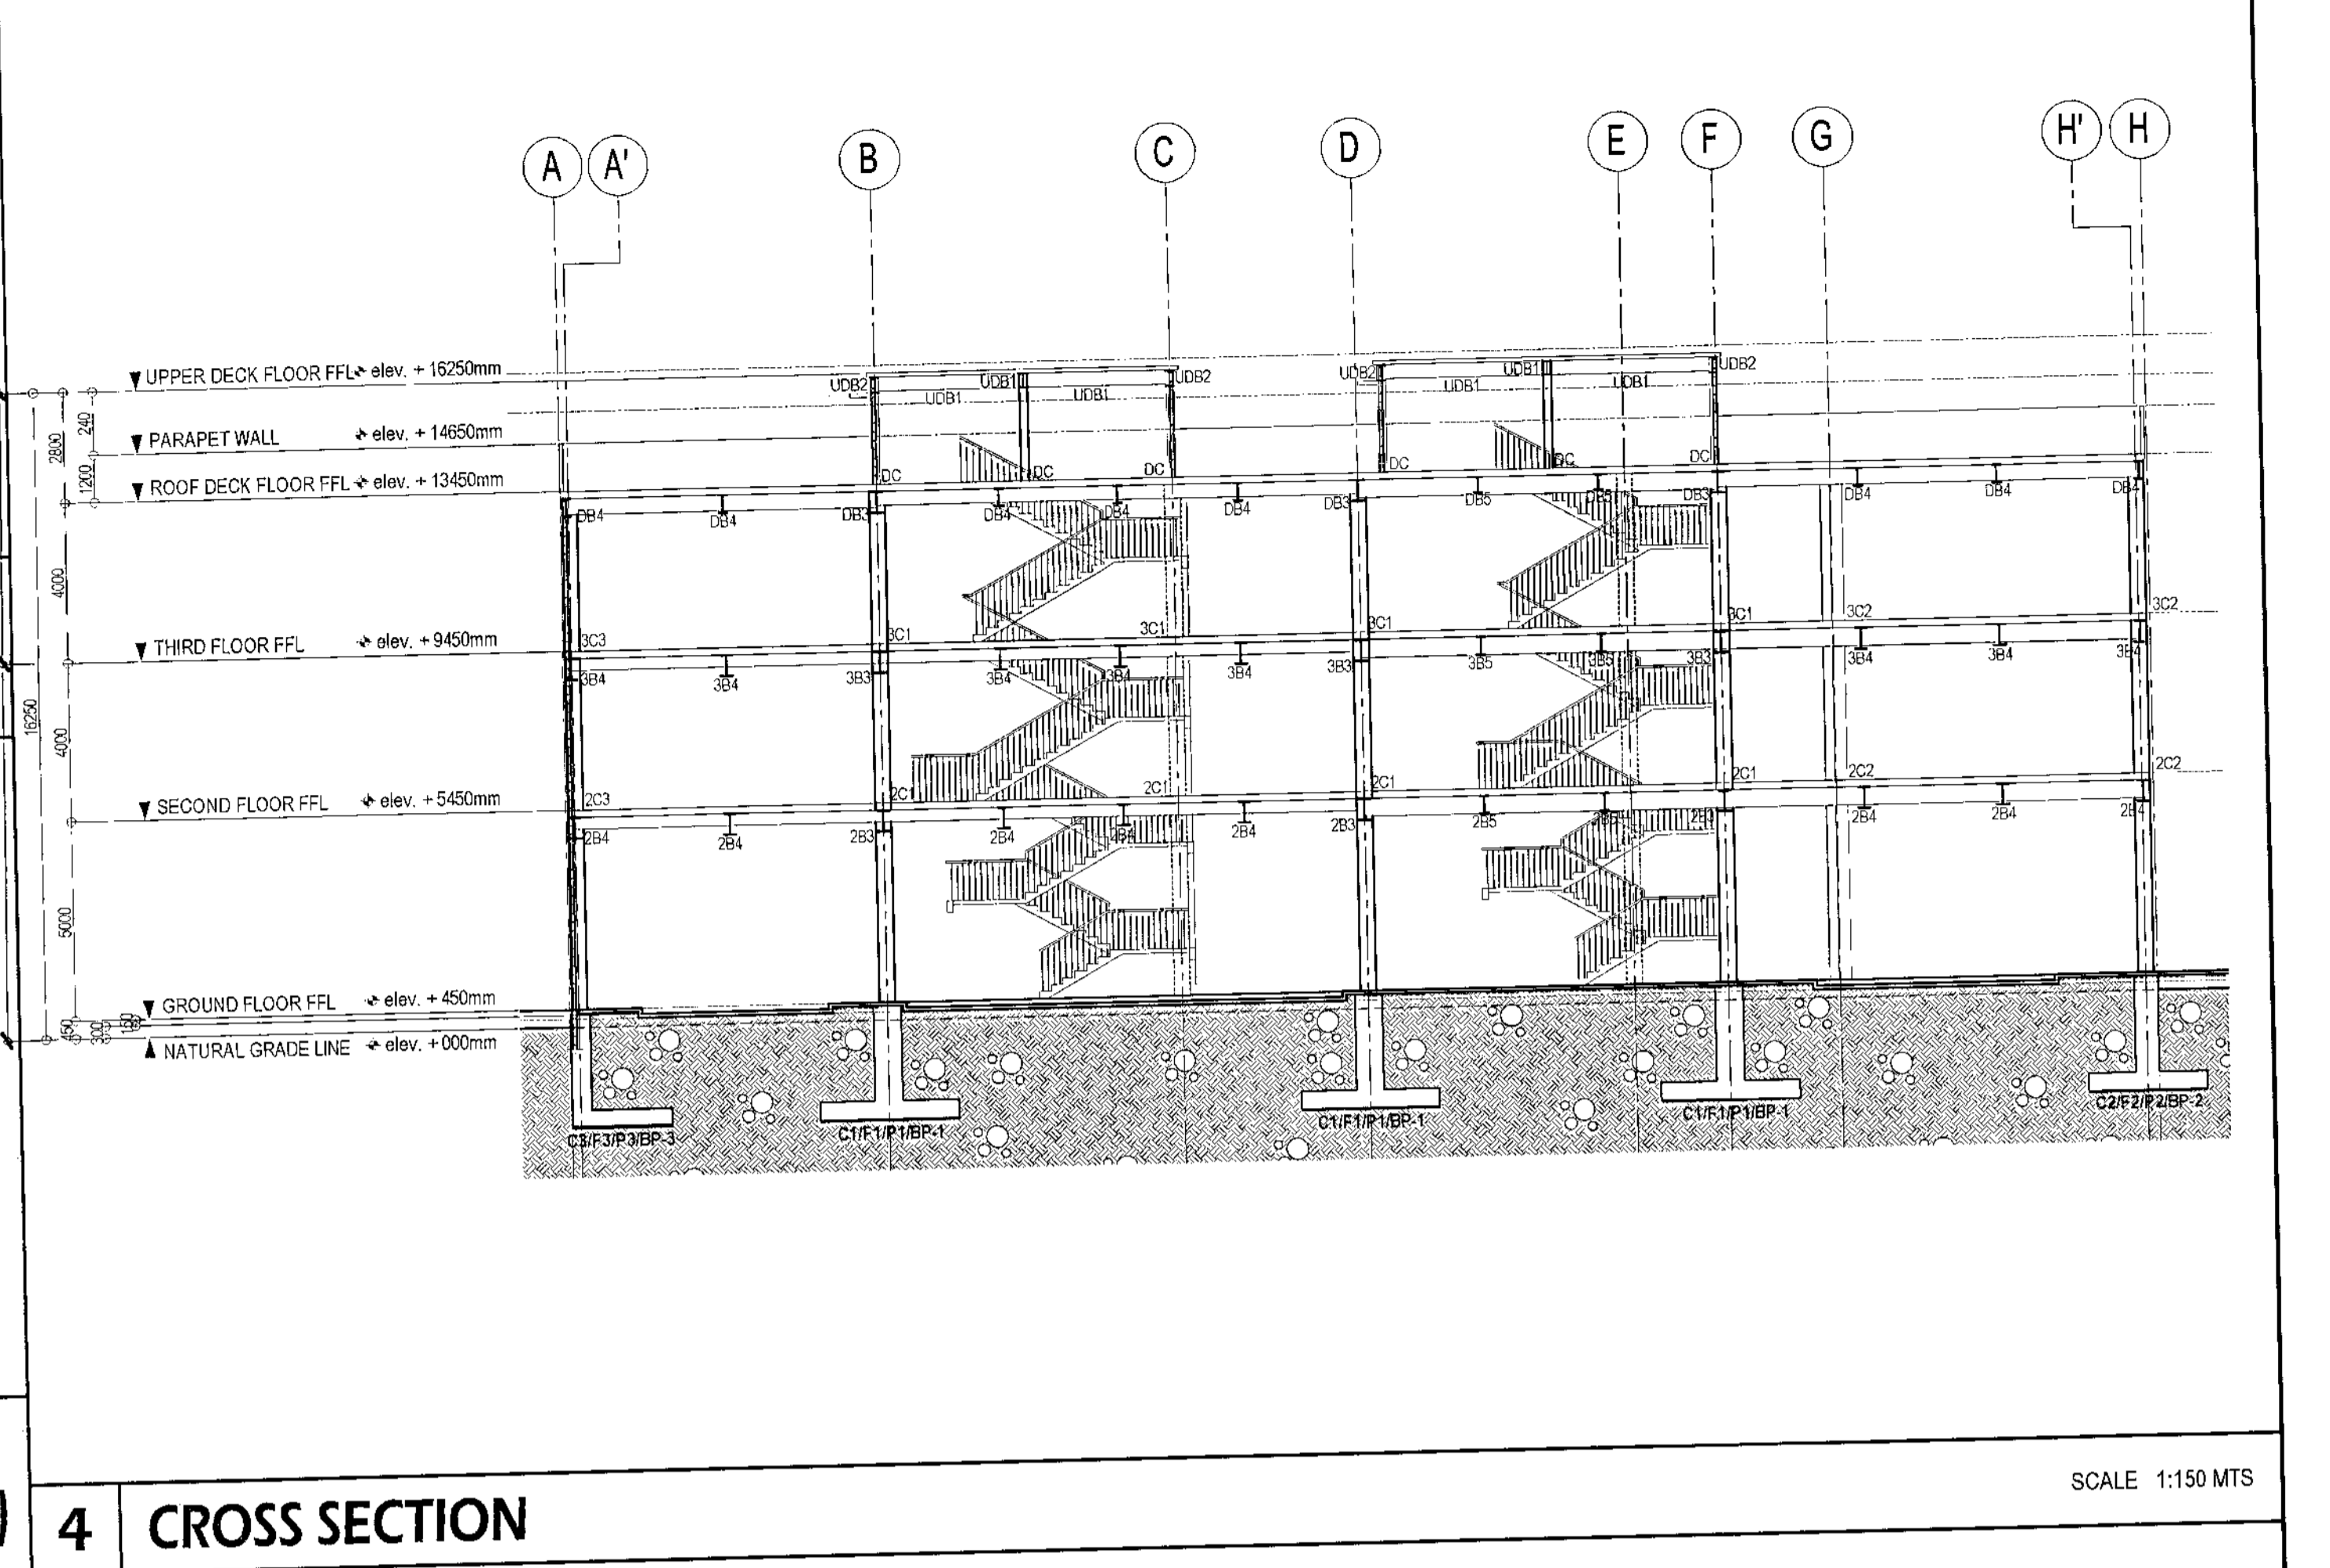 A A' B C D E F G H' H
UPPER DECK FLOOR FFL elev. + 16250mm
UDB2 UDB1 UDB2 UDB2 UDB1 UDB2
UDB1 UDB1 UDB1 UDB1
240
PARAPET WALL elev. + 14650mm
2800
1200
DC DC DC DC DC DC
ROOF DECK FLOOR FFL elev. + 13450mm
DB4 DB4 DB3 DB4 DB4 DB4 DB3 DB5 DB5 DB3 DB4 DB4 DB4
4000
3C3 3C1 3C1 3C1 3C1 3C2 3C2
THIRD FLOOR FFL elev. + 9450mm
3B4 3B4 3B3 3B4 3B4 3B4 3B3 3B5 3B5 3B3 3B4 3B4 3B4
16250
4000
2C3 2C1 2C1 2C1 2C1 2C2 2C2
SECOND FLOOR FFL elev. + 5450mm
2B4 2B4 2B3 2B4 2B4 2B4 2B3 2B5 2B5 2B3 2B4 2B4 2B4
5000
GROUND FLOOR FFL elev. + 450mm
450 300 150
NATURAL GRADE LINE elev. + 000mm
C3/F3/P3/BP-3 C1/F1/P1/BP-1 C1/F1/P1/BP-1 C1/F1/P1/BP-1 C2/F2/P2/BP-2
SCALE 1:150 MTS
4 CROSS SECTION